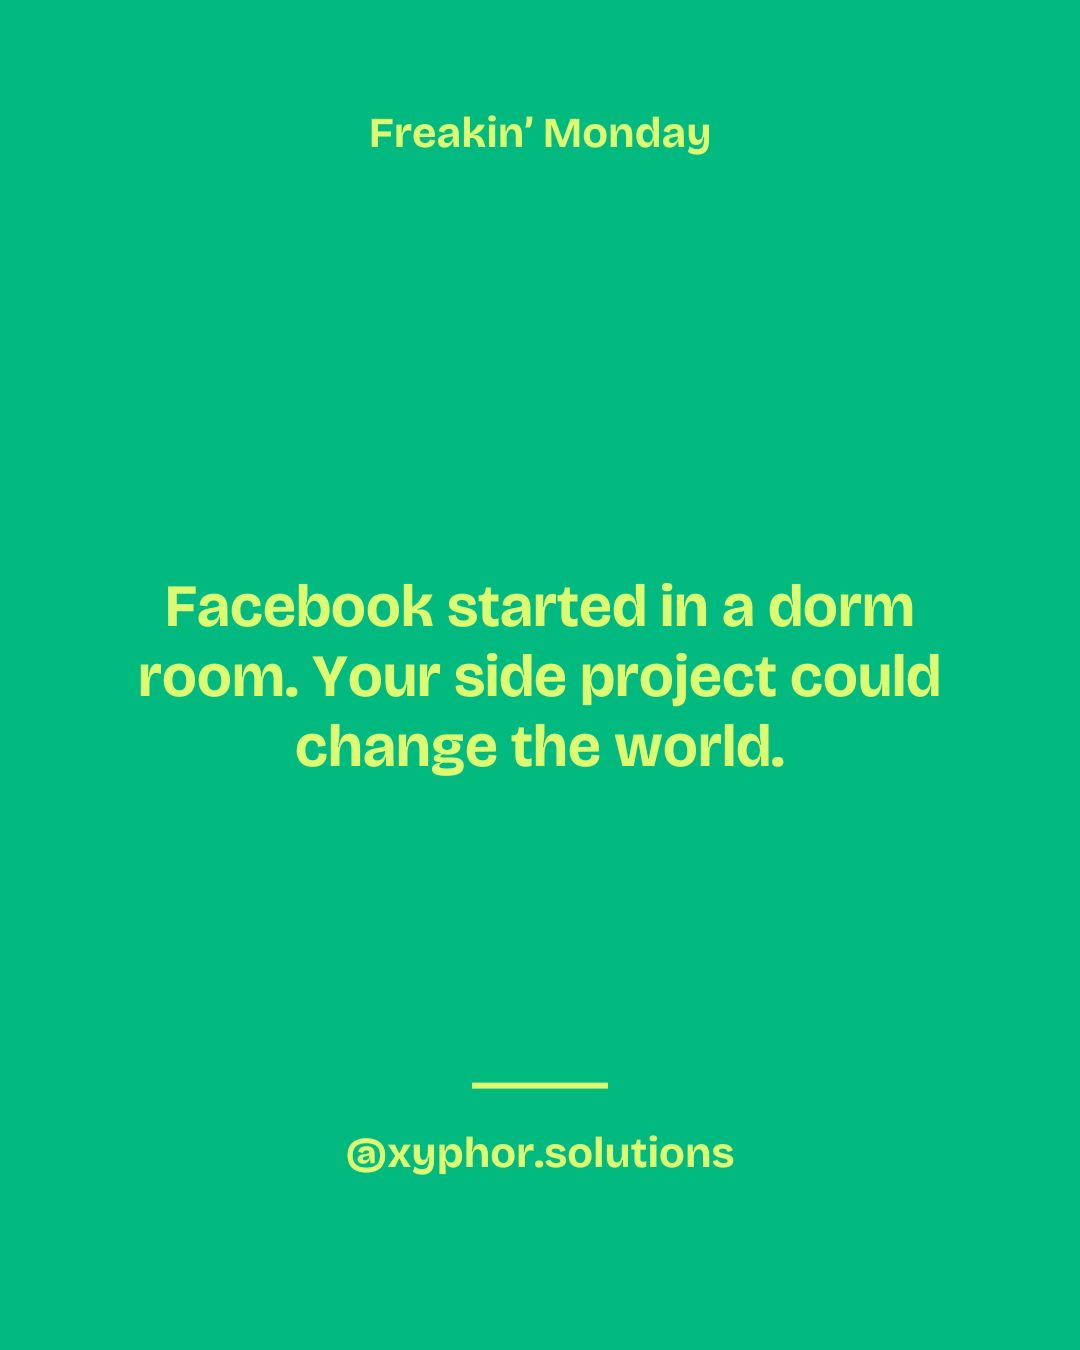 Freakin’ Monday
Facebook started in a dorm
room. Your side project could
change the world.
@xyphor.solutions